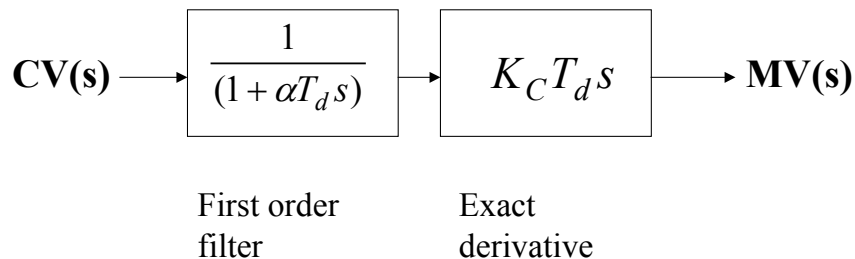 CV(s)
1
(1 + αT_d s)
K_C T_d s
MV(s)
First order
filter
Exact
derivative